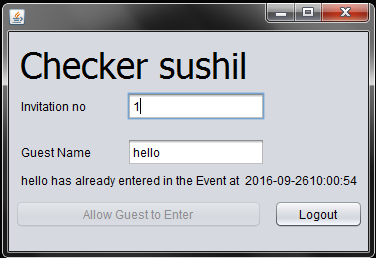 Checker sushil
Invitation no 1
Guest Name hello
hello has already entered in the Event at 2016-09-2610:00:54
Allow Guest to Enter Logout